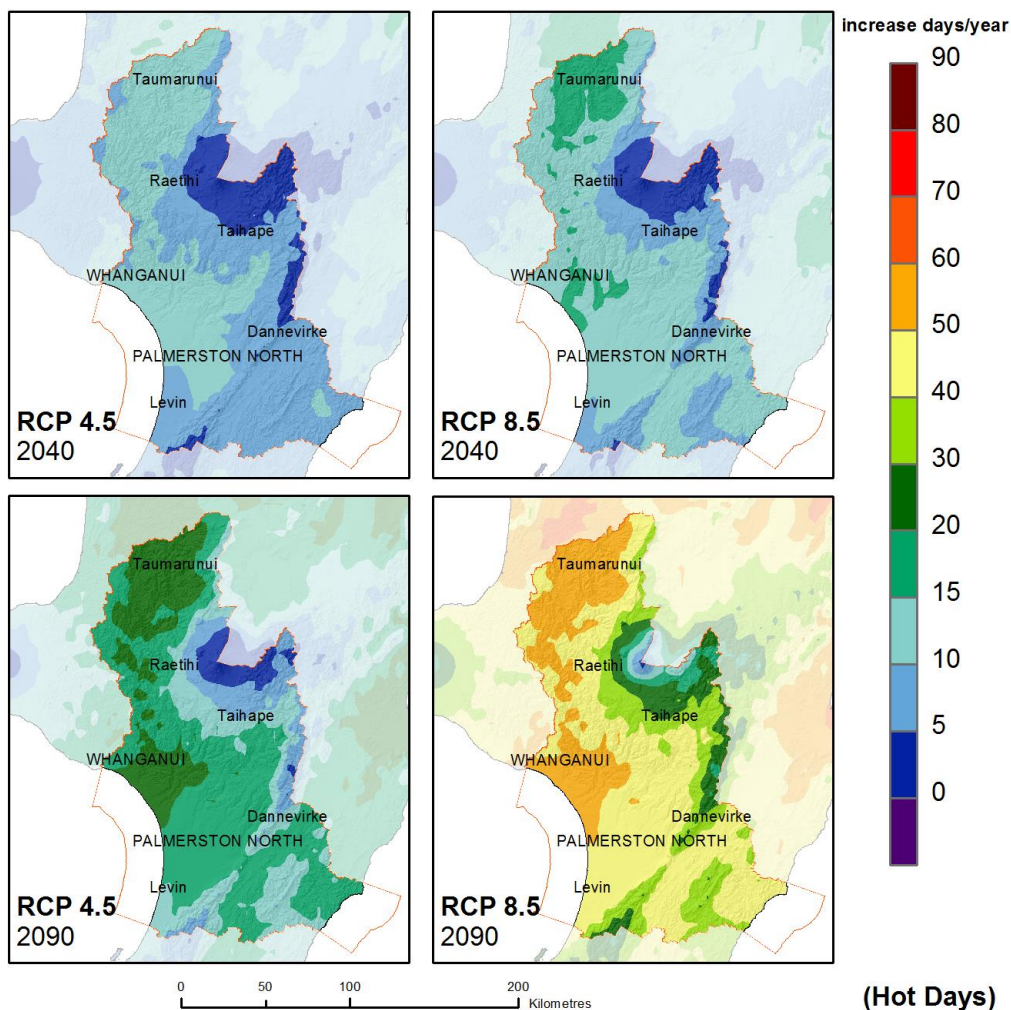 increase days/year
90
80
70
60
50
40
30
20
15
10
5
0
Taumarunui
Raetihi
Taihape
WHANGANUI
Dannevirke
PALMERSTON NORTH
Levin
RCP 4.5
2040
Taumarunui
Raetihi
Taihape
WHANGANUI
Dannevirke
PALMERSTON NORTH
Levin
RCP 8.5
2040
Taumarunui
Raetihi
Taihape
WHANGANUI
Dannevirke
PALMERSTON NORTH
Levin
RCP 4.5
2090
Taumarunui
Raetihi
Taihape
WHANGANUI
Dannevirke
PALMERSTON NORTH
Levin
RCP 8.5
2090
0 50 100 200
Kilometres
(Hot Days)